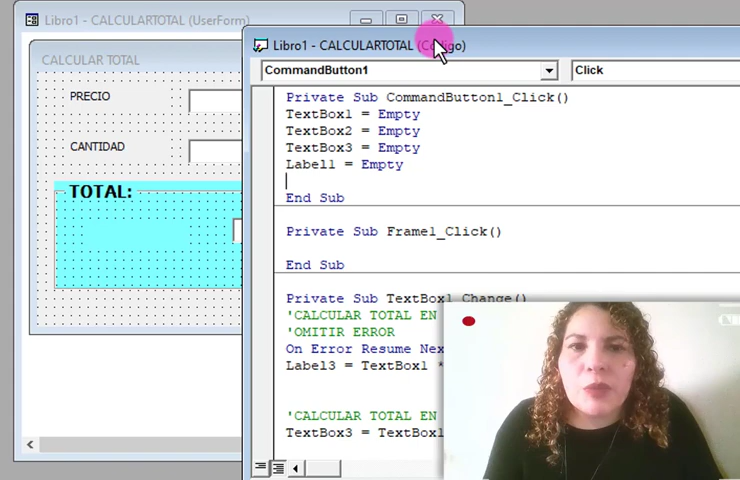 Libro1 - CALCULARTOTAL (UserForm)
CALCULAR TOTAL
PRECIO
CANTIDAD
TOTAL:
Libro1 - CALCULARTOTAL (Código)
CommandButton1
Click
Private Sub CommandButton1_Click()
TextBox1 = Empty
TextBox2 = Empty
TextBox3 = Empty
Label1 = Empty
End Sub
Private Sub Frame1_Click()
End Sub
Private Sub TextBox1_Change()
'CALCULAR TOTAL EN
'OMITIR ERROR
On Error Resume Nex
Label3 = TextBox1 *
'CALCULAR TOTAL EN
TextBox3 = TextBox1